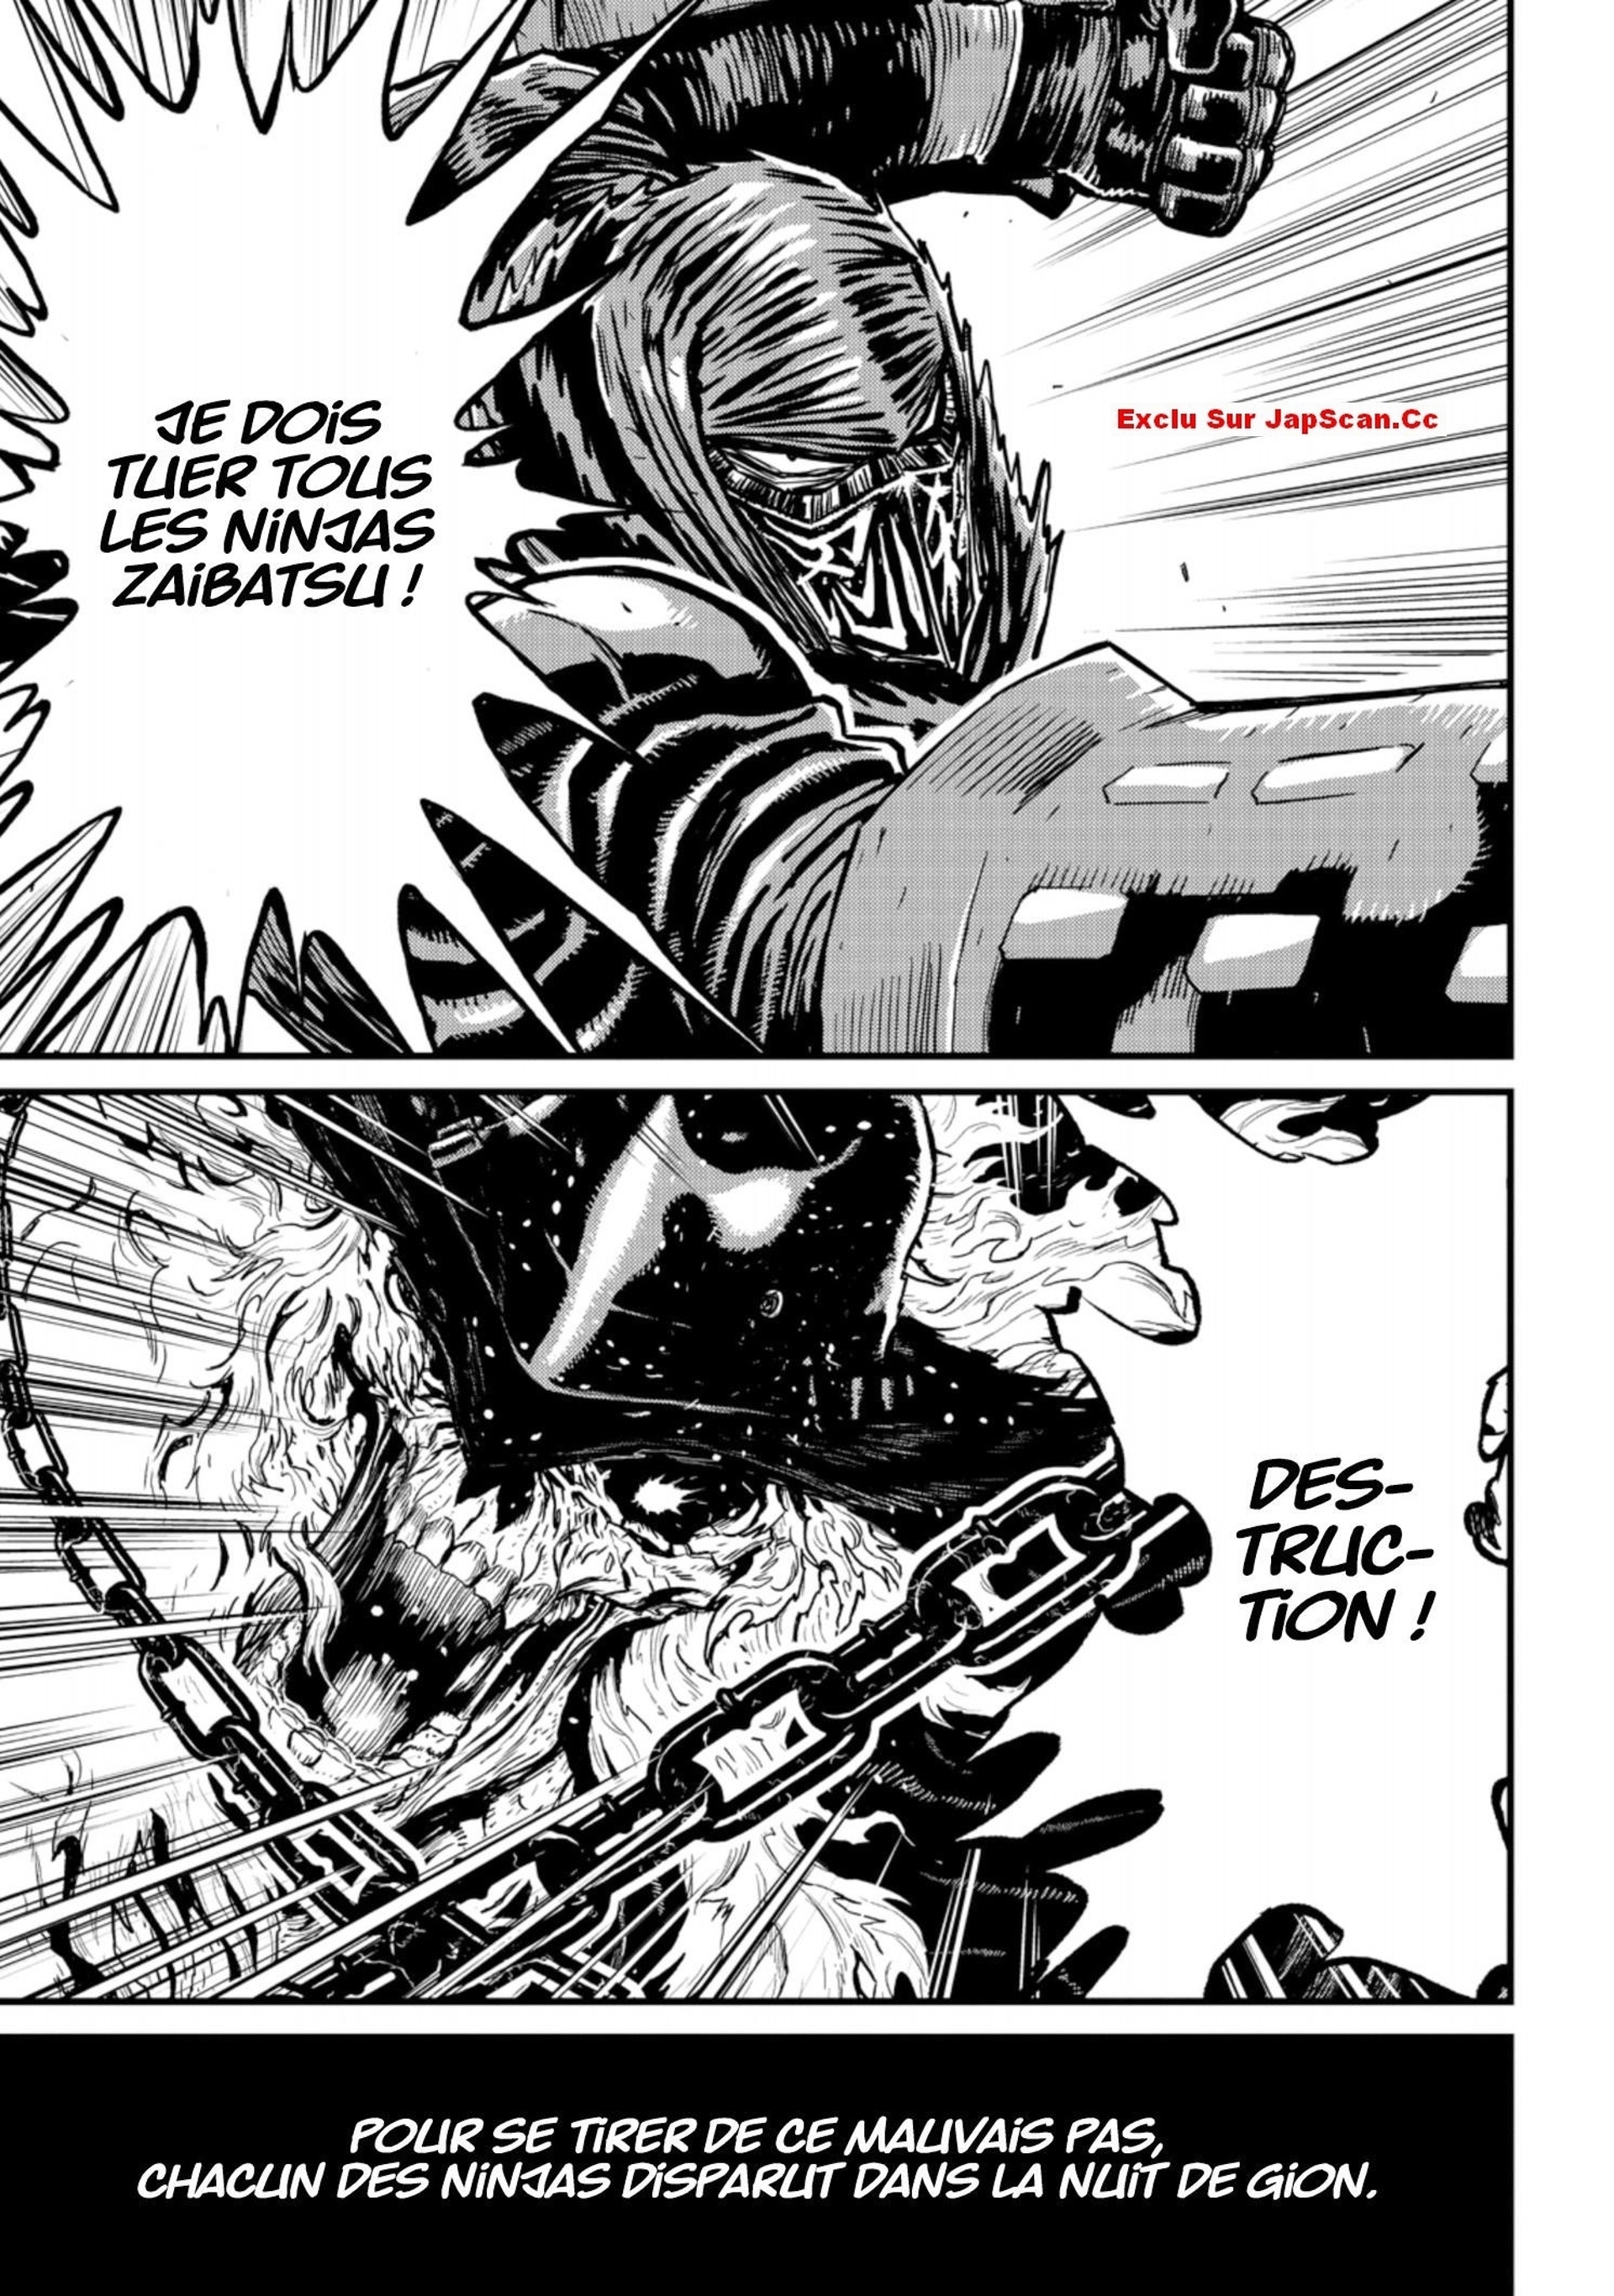 JE DOIS
TUER TOUS
LES NINJAS
ZAIBATSU !
Exclu Sur JapScan.Cc
DES-
TRUC-
TION !
POUR SE TIRER DE CE MAUVAIS PAS,
CHACUN DES NINJAS DISPARUT DANS LA NUIT DE GION.